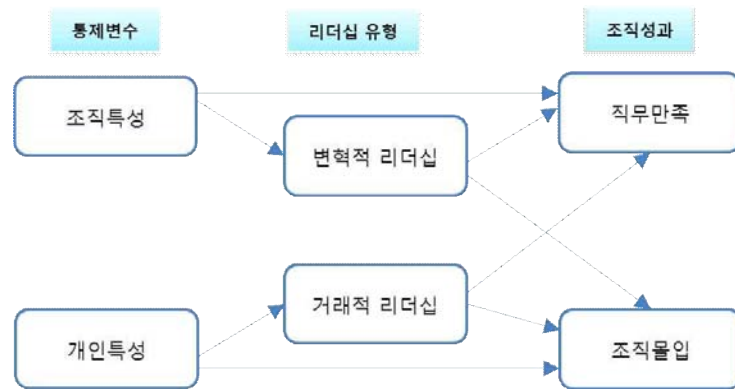 통제변수
리더십 유형
조직성과
조직특성
직무만족
변혁적 리더십
거래적 리더십
개인특성
조직몰입